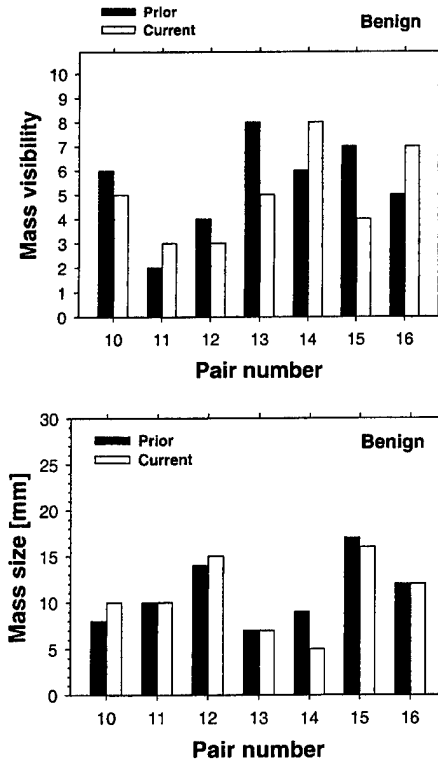 Prior
Current
Benign
Mass visibility
10
9
8
7
6
5
4
3
2
1
0
10 11 12 13 14 15 16
Pair number
Mass size [mm]
30
25
20
15
10
5
0
Prior
Current
Benign
10 11 12 13 14 15 16
Pair number